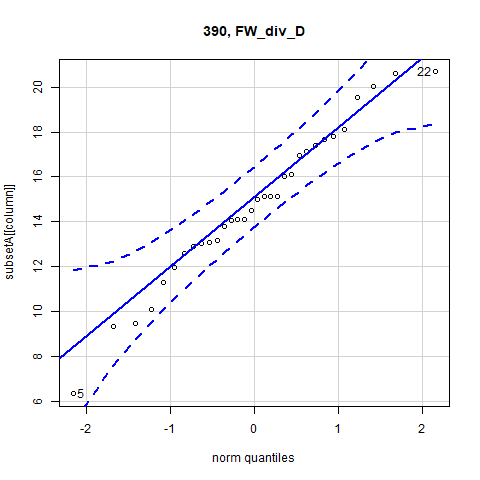 390, FW_div_D
subsetA[[column]]
20
18
16
14
12
10
8
6
22
5
-2 -1 0 1 2
norm quantiles